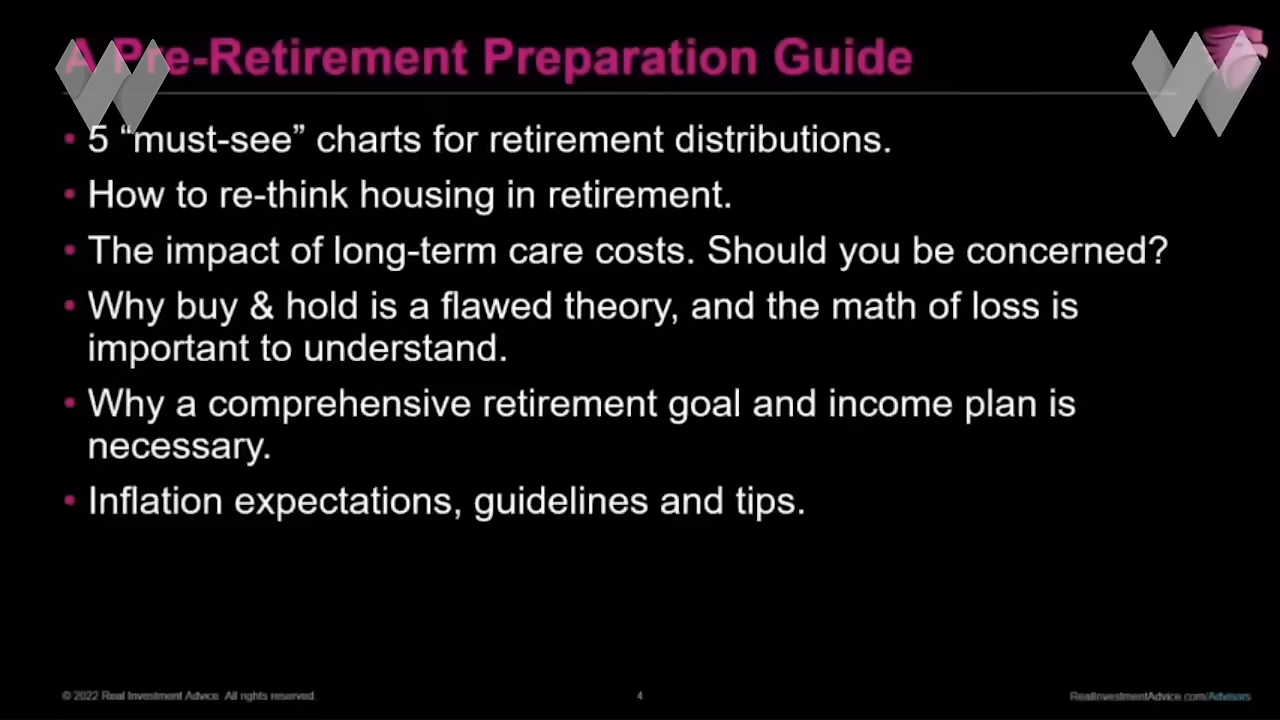 A Pre-Retirement Preparation Guide
• 5 “must-see” charts for retirement distributions.
• How to re-think housing in retirement.
• The impact of long-term care costs. Should you be concerned?
• Why buy & hold is a flawed theory, and the math of loss is
important to understand.
• Why a comprehensive retirement goal and income plan is
necessary.
• Inflation expectations, guidelines and tips.
© 2022 Real Investment Advice. All rights reserved.
4
RealInvestmentAdvice.com/Advisors